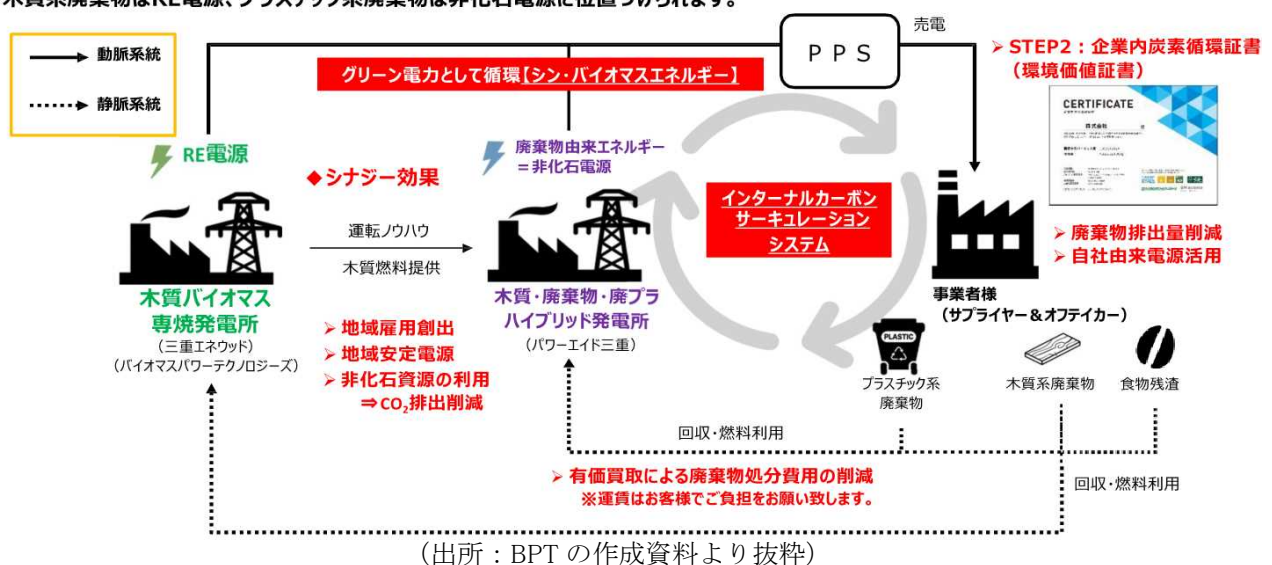 木質系廃棄物はRE電源、プラスチック系廃棄物は非化石電源に位置づけられます。
動脈系統
静脈系統
グリーン電力として循環【シン・バイオマスエネルギー】
PPS
売電
➤ STEP2：企業内炭素循環証書
（環境価値証書）
CERTIFICATE
株式会社
RE電源
廃棄物由来エネルギー
＝非化石電源
◆シナジー効果
運転ノウハウ
木質燃料提供
インターナルカーボン
サーキュレーション
システム
➤ 廃棄物排出量削減
➤ 自社由来電源活用
木質バイオマス
専焼発電所
（三重エネウッド）
（バイオマスパワーテクノロジーズ）
木質・廃棄物・廃プラ
ハイブリッド発電所
（パワーエイド三重）
事業者様
（サプライヤー＆オフテイカー）
➤ 地域雇用創出
➤ 地域安定電源
➤ 非化石資源の利用
⇒CO₂排出削減
PLASTIC
プラスチック系
廃棄物
木質系廃棄物
食物残渣
回収・燃料利用
➤ 有価買取による廃棄物処分費用の削減
※運賃はお客様でご負担をお願い致します。
回収・燃料利用
（出所：BPT の作成資料より抜粋）